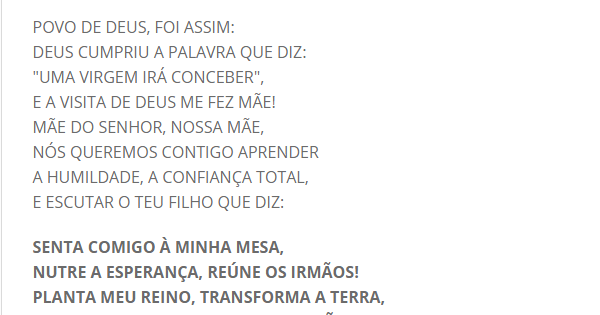 POVO DE DEUS, FOI ASSIM:
DEUS CUMPRIU A PALAVRA QUE DIZ:
"UMA VIRGEM IRÁ CONCEBER",
E A VISITA DE DEUS ME FEZ MÃE!
MÃE DO SENHOR, NOSSA MÃE,
NÓS QUEREMOS CONTIGO APRENDER
A HUMILDADE, A CONFIANÇA TOTAL,
E ESCUTAR O TEU FILHO QUE DIZ:
SENTA COMIGO À MINHA MESA,
NUTRE A ESPERANÇA, REÚNE OS IRMÃOS!
PLANTA MEU REINO, TRANSFORMA A TERRA,